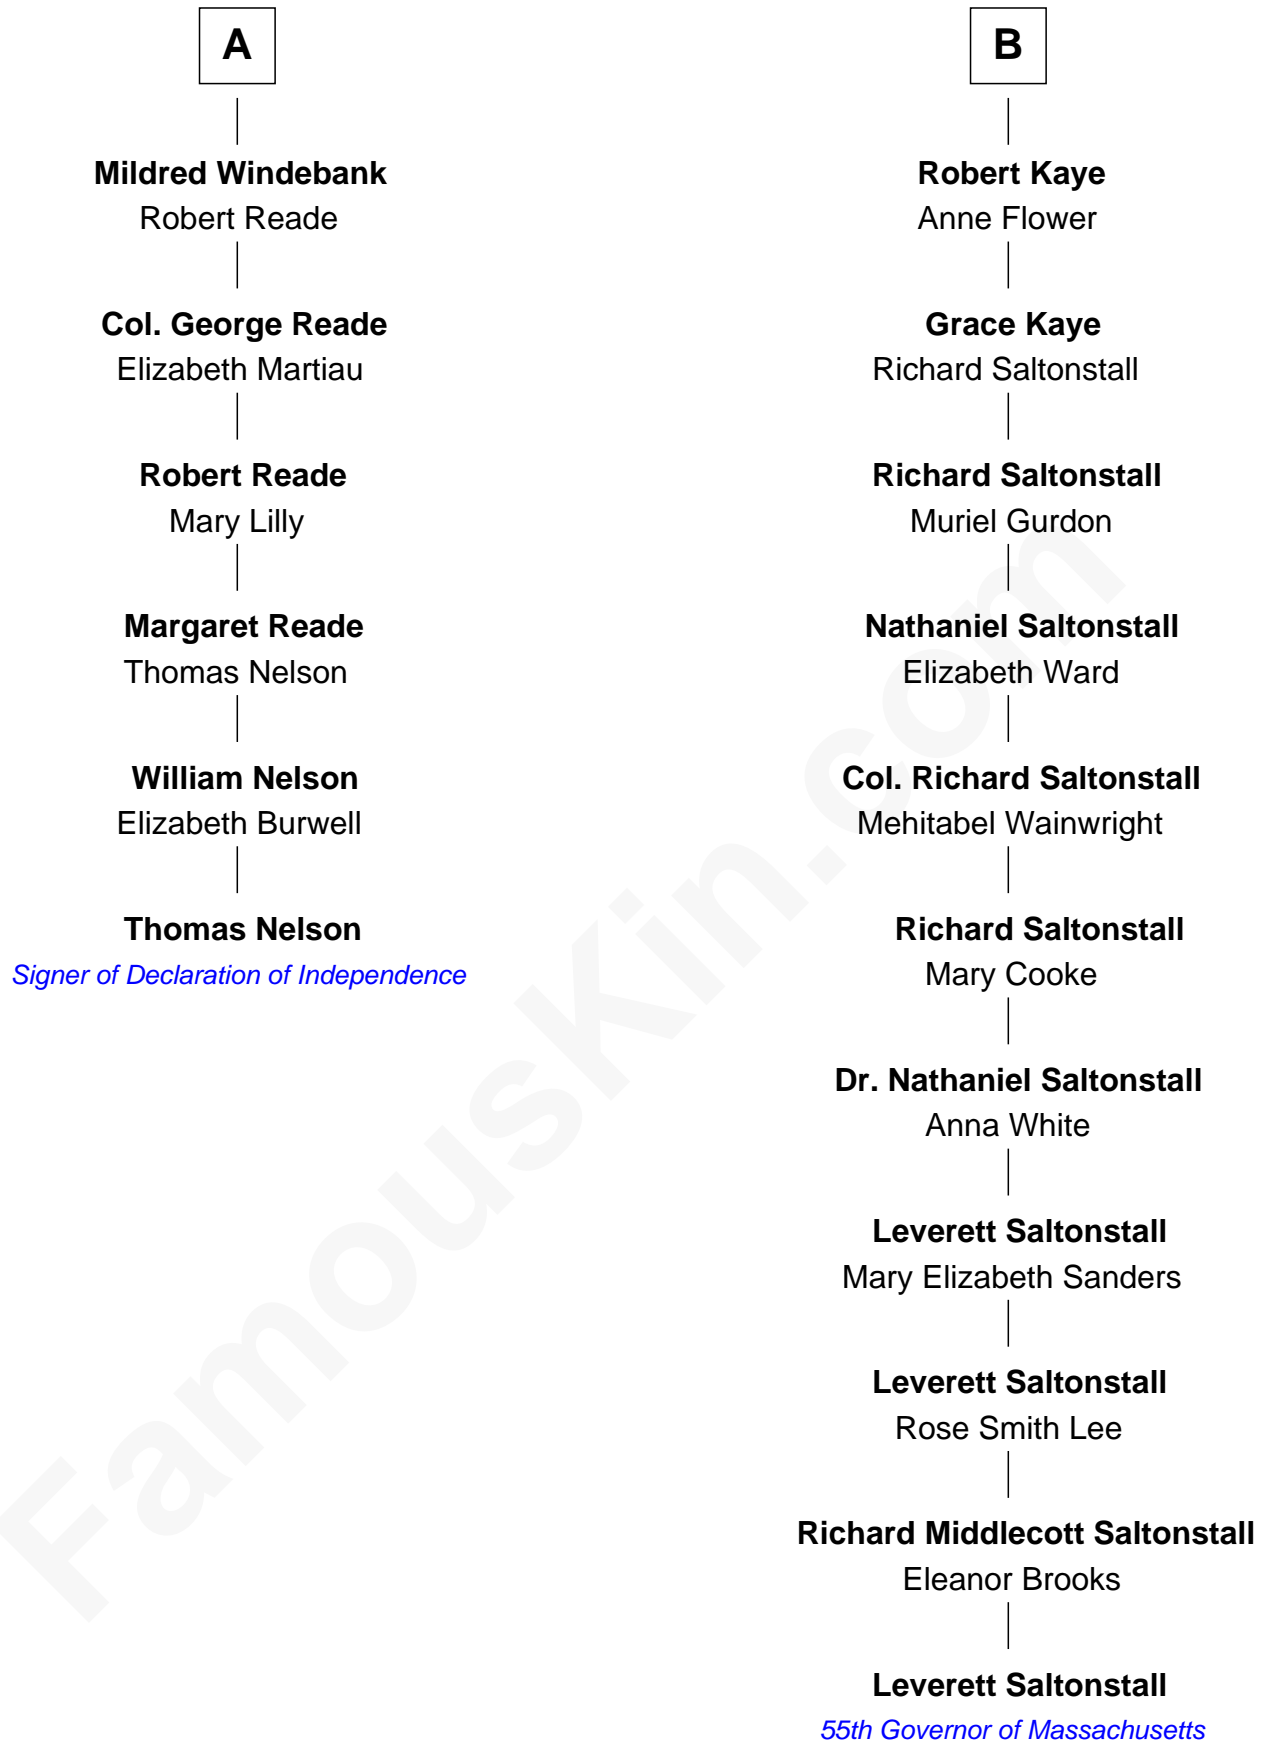 A
Mildred Windebank
Robert Reade
Col. George Reade
Elizabeth Martiau
Robert Reade
Mary Lilly
Margaret Reade
Thomas Nelson
William Nelson
Elizabeth Burwell
Thomas Nelson
Signer of Declaration of Independence
B
Robert Kaye
Anne Flower
Grace Kaye
Richard Saltonstall
Richard Saltonstall
Muriel Gurdon
Nathaniel Saltonstall
Elizabeth Ward
Col. Richard Saltonstall
Mehitabel Wainwright
Richard Saltonstall
Mary Cooke
Dr. Nathaniel Saltonstall
Anna White
Leverett Saltonstall
Mary Elizabeth Sanders
Leverett Saltonstall
Rose Smith Lee
Richard Middlecott Saltonstall
Eleanor Brooks
Leverett Saltonstall
55th Governor of Massachusetts
FamousKin.com